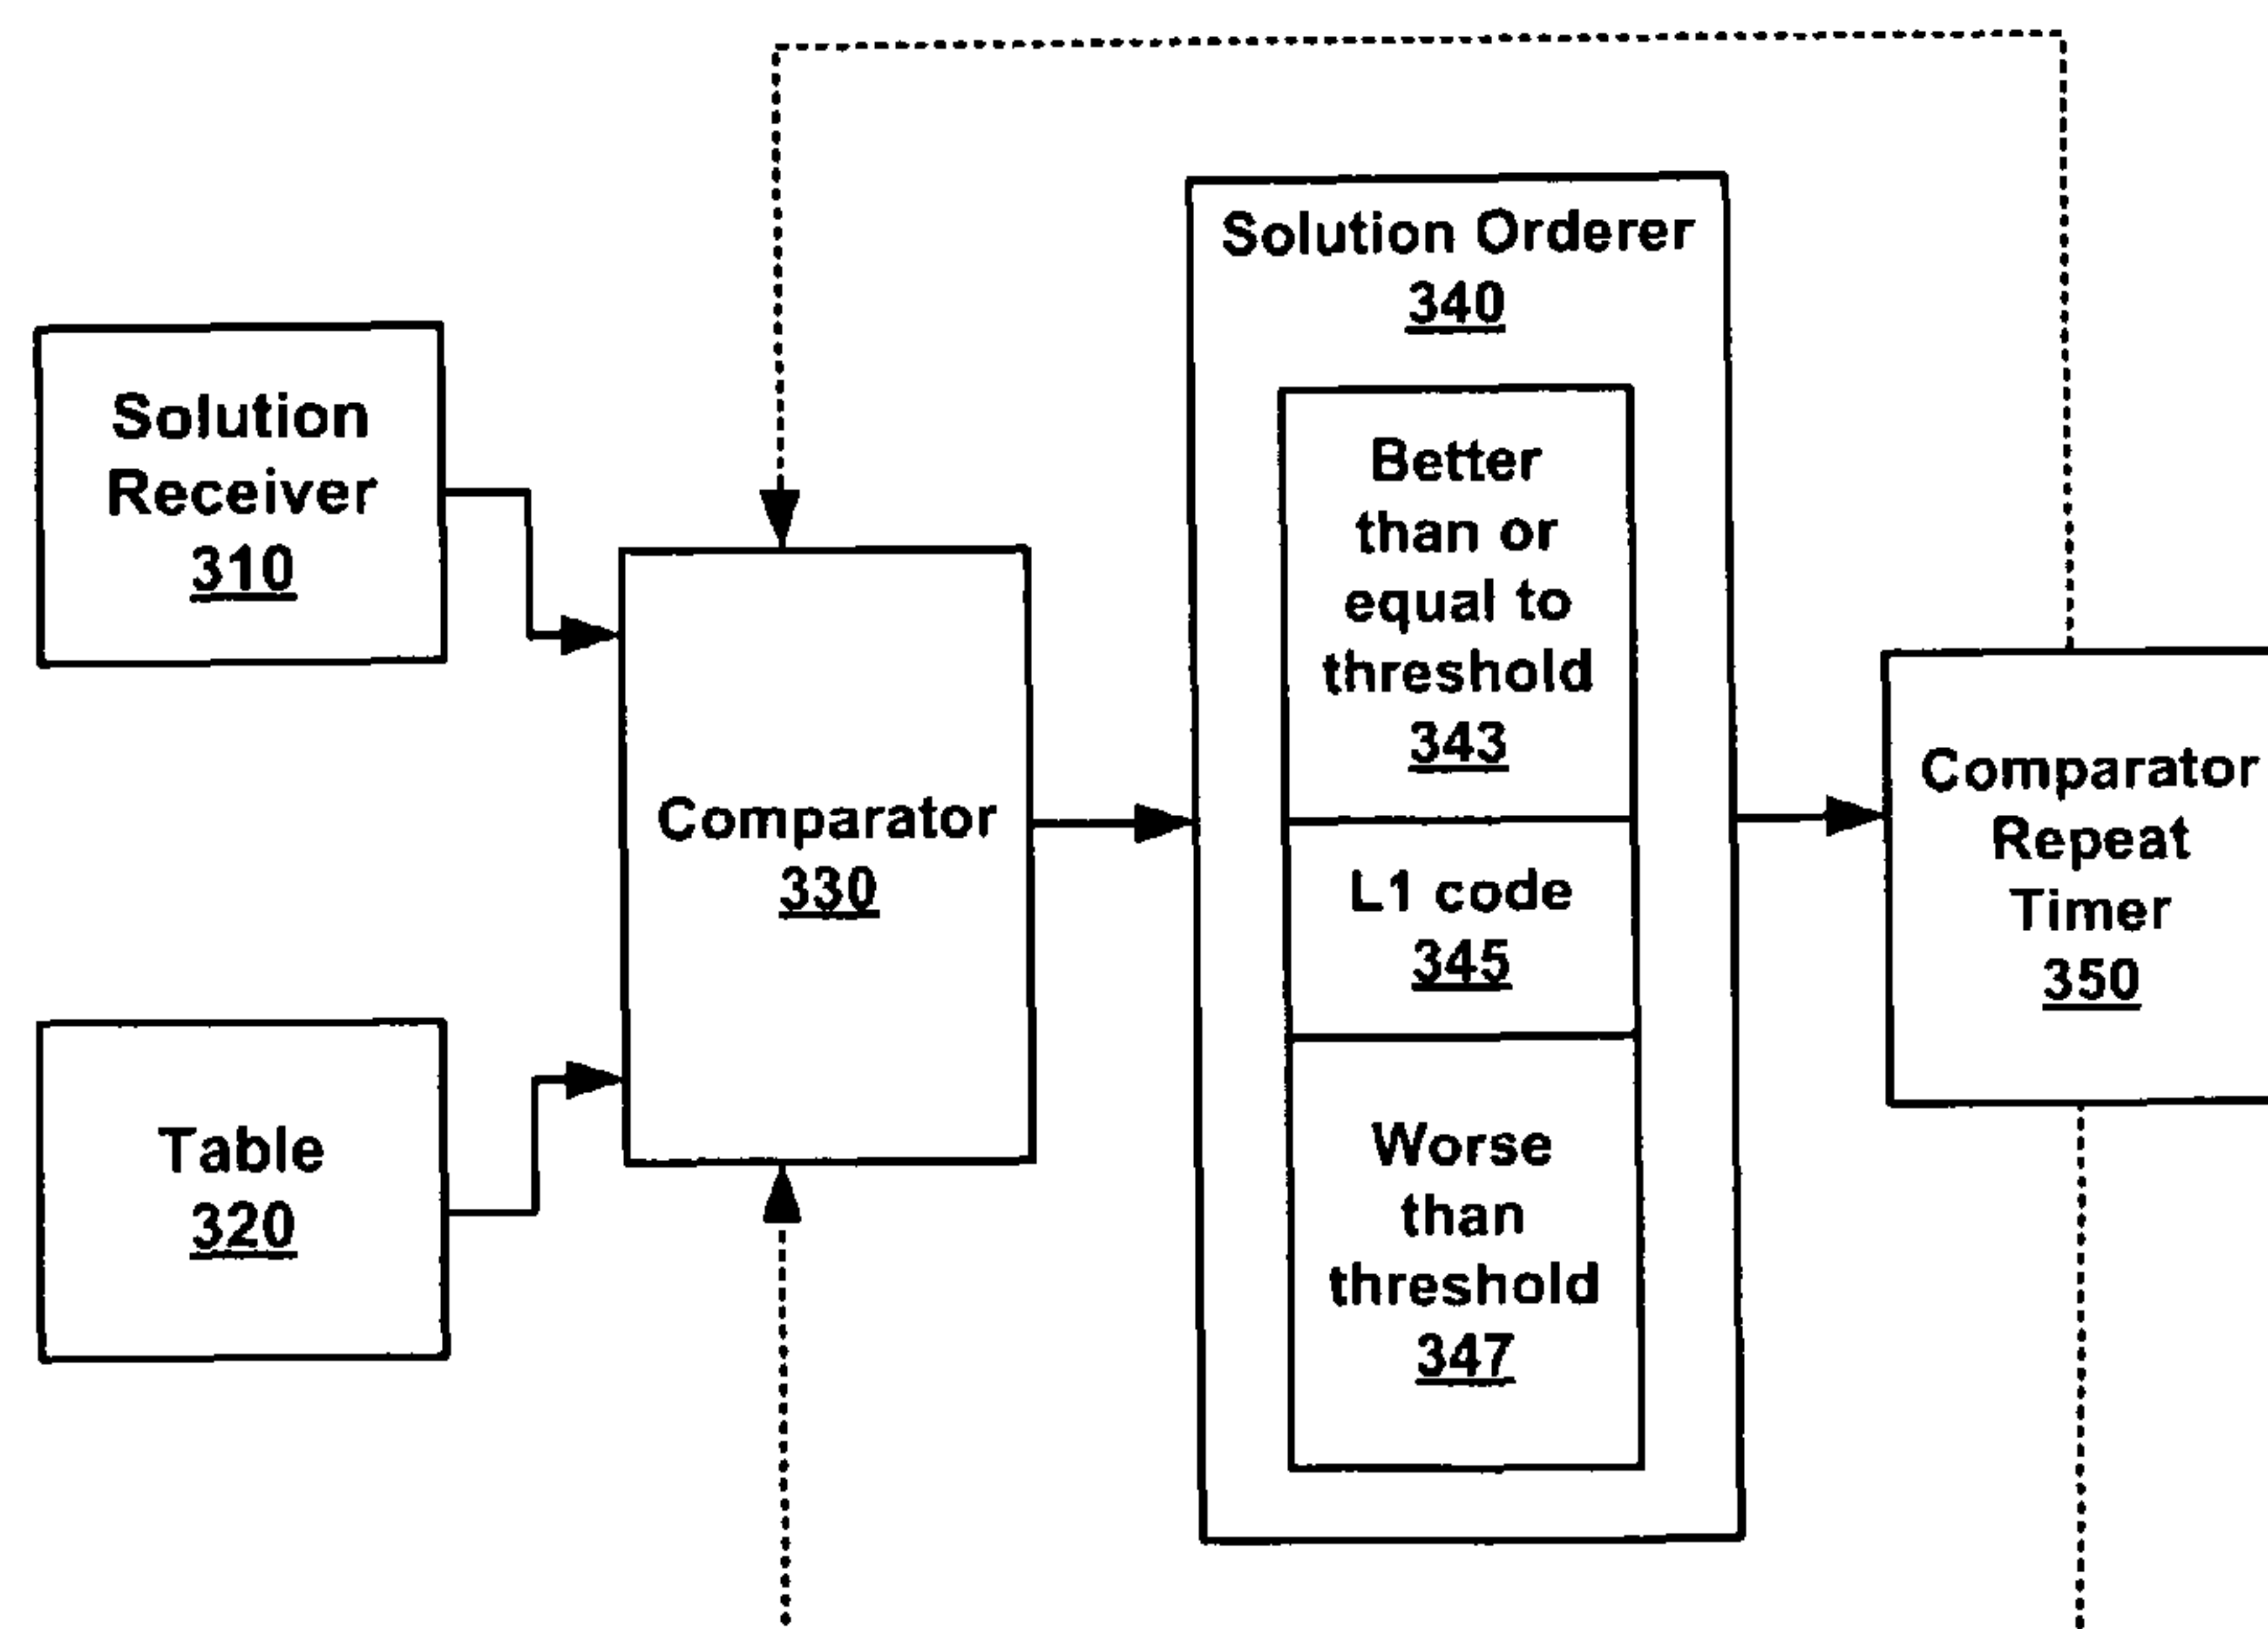 Solution
Receiver
310
Table
320
Comparator
330
Solution Orderer
340
Better
than or
equal to
threshold
343
L1 code
345
Worse
than
threshold
347
Comparator
Repeat
Timer
350